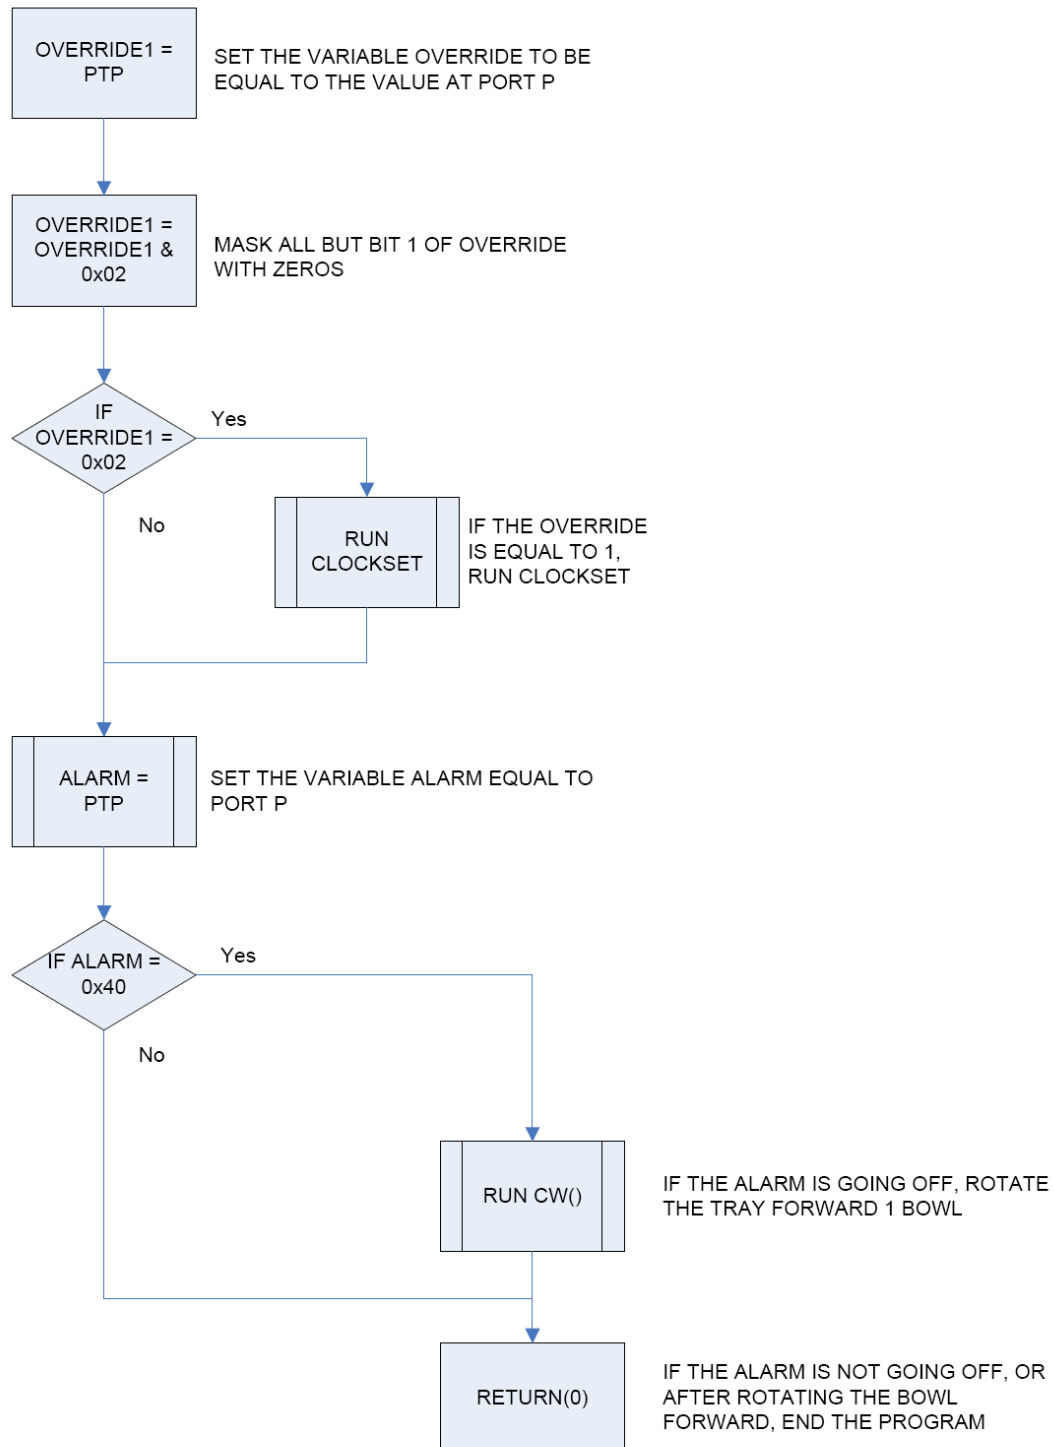 OVERRIDE1 =
PTP
SET THE VARIABLE OVERRIDE TO BE
EQUAL TO THE VALUE AT PORT P
OVERRIDE1 =
OVERRIDE1 &
0x02
MASK ALL BUT BIT 1 OF OVERRIDE
WITH ZEROS
IF
OVERRIDE1 =
0x02
Yes
No
RUN
CLOCKSET
IF THE OVERRIDE
IS EQUAL TO 1,
RUN CLOCKSET
ALARM =
PTP
SET THE VARIABLE ALARM EQUAL TO
PORT P
IF ALARM =
0x40
Yes
No
RUN CW()
IF THE ALARM IS GOING OFF, ROTATE
THE TRAY FORWARD 1 BOWL
RETURN(0)
IF THE ALARM IS NOT GOING OFF, OR
AFTER ROTATING THE BOWL
FORWARD, END THE PROGRAM